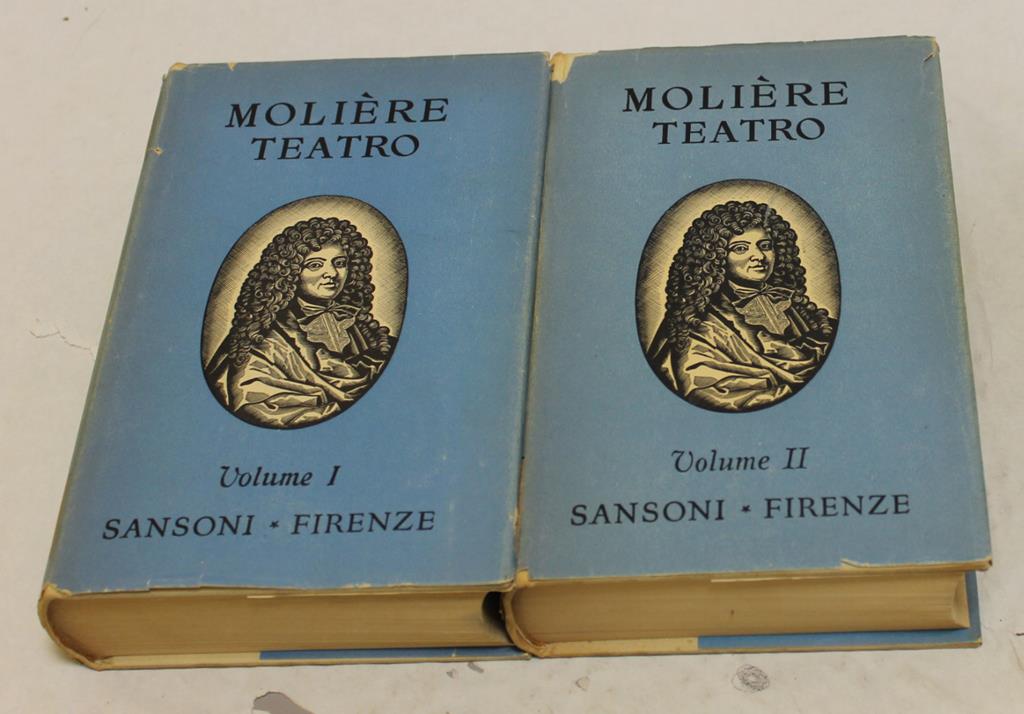 MOLIÈRE
TEATRO
Volume I
SANSONI * FIRENZE
MOLIÈRE
TEATRO
Volume II
SANSONI * FIRENZE